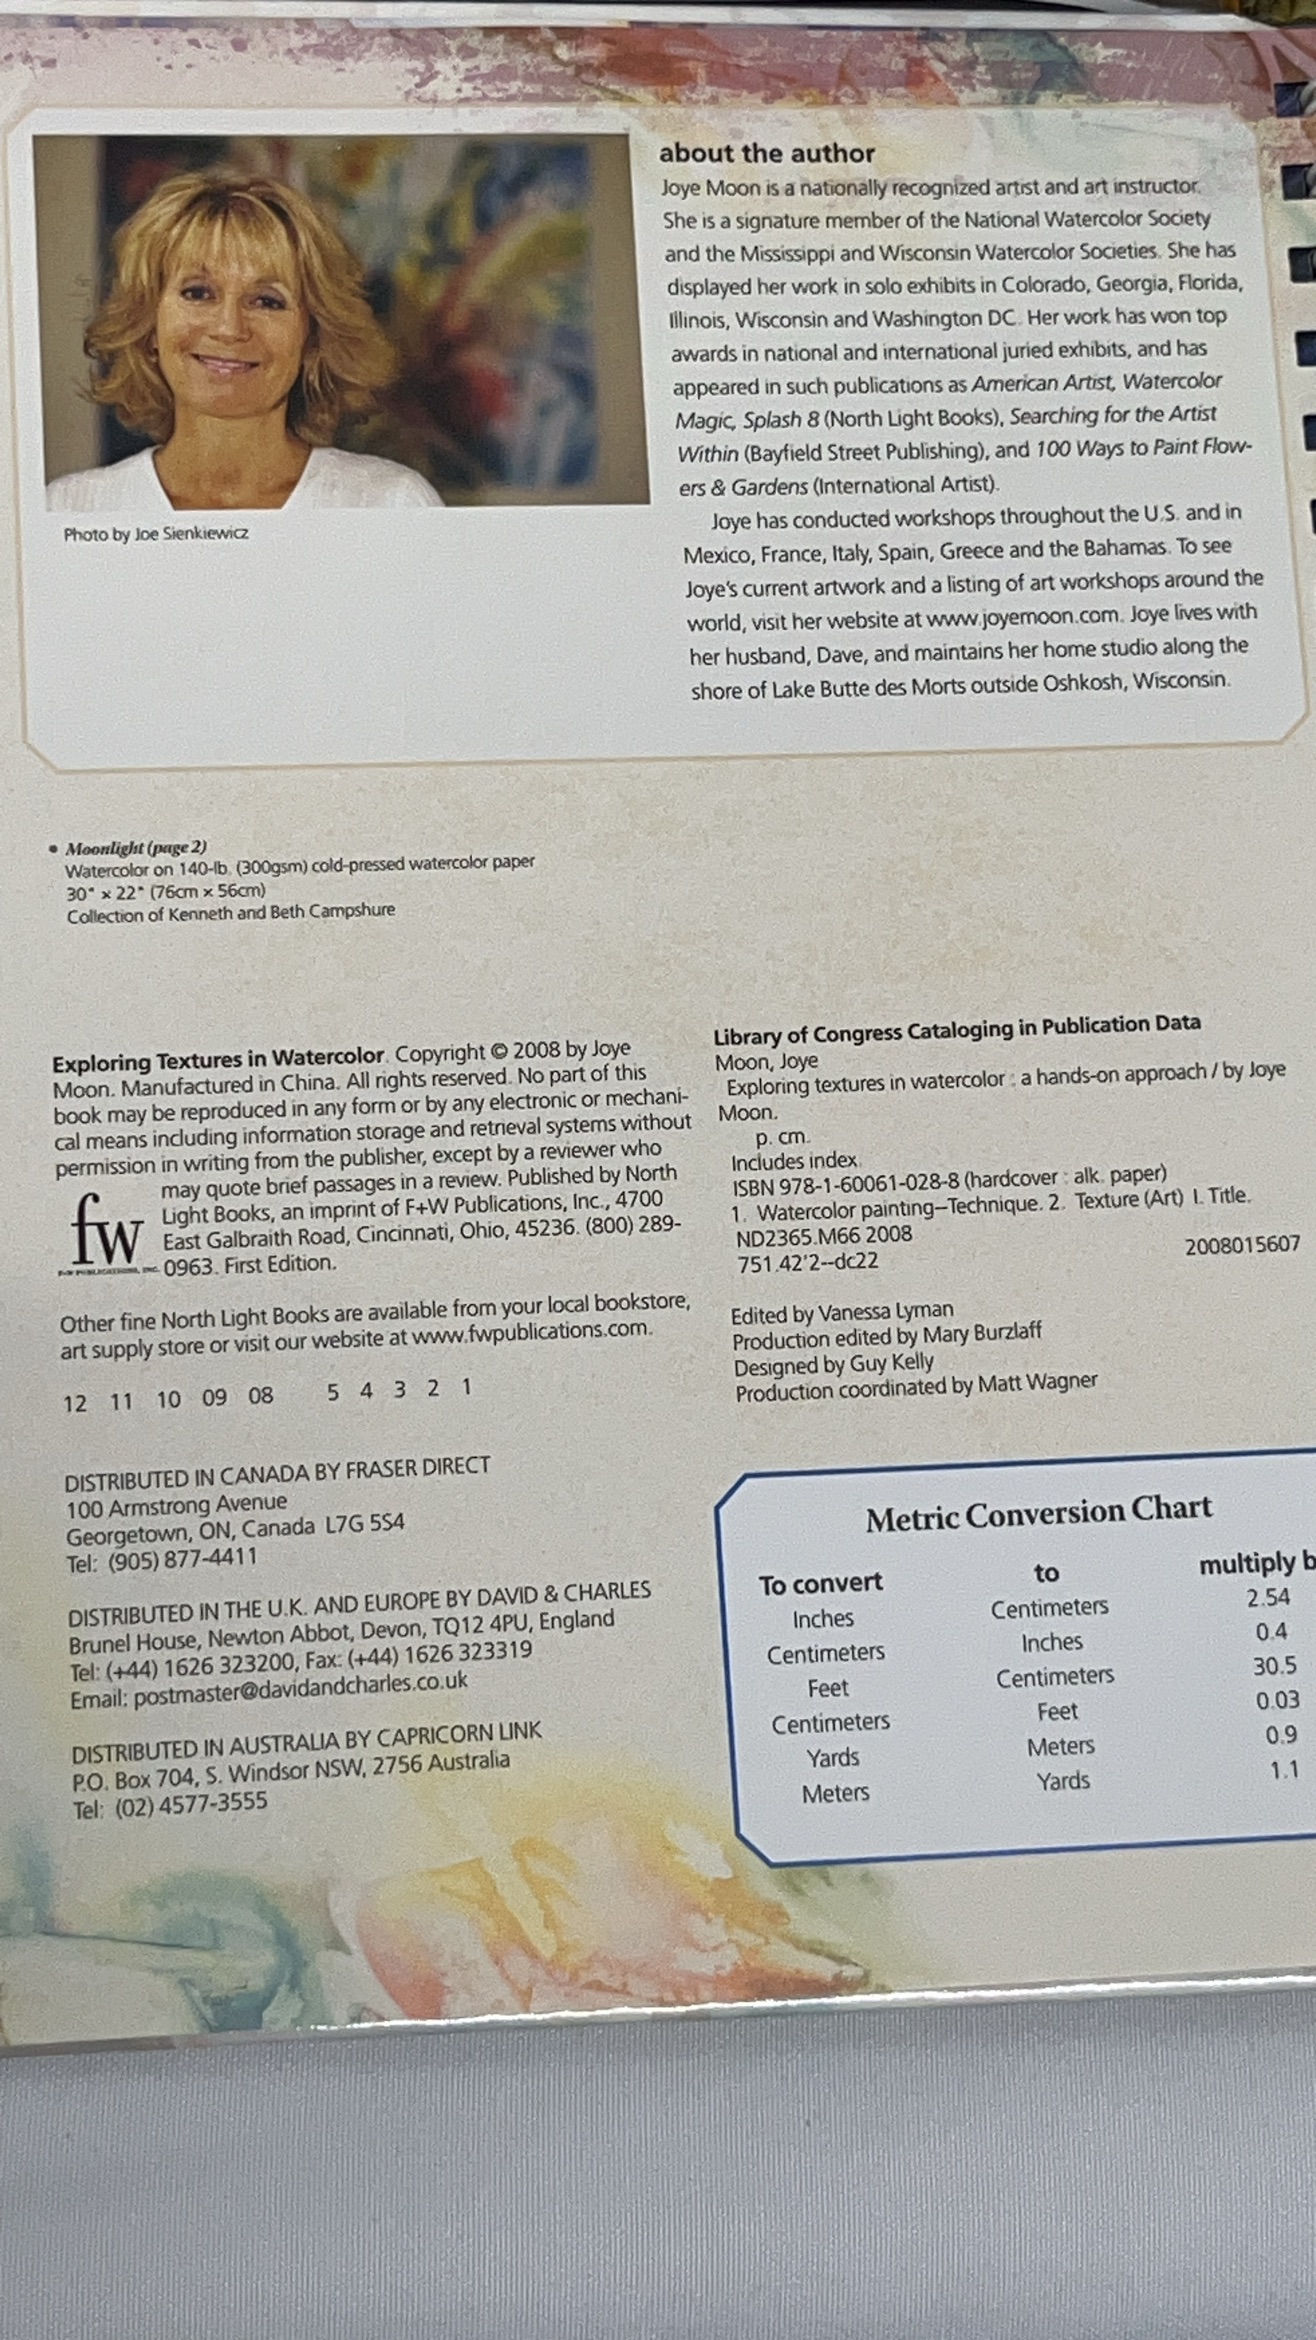 about the author
Joye Moon is a nationally recognized artist and art instructor.
She is a signature member of the National Watercolor Society
and the Mississippi and Wisconsin Watercolor Societies. She has
displayed her work in solo exhibits in Colorado, Georgia, Florida,
Illinois, Wisconsin and Washington DC. Her work has won top
awards in national and international juried exhibits, and has
appeared in such publications as American Artist, Watercolor
Magic, Splash 8 (North Light Books), Searching for the Artist
Within (Bayfield Street Publishing), and 100 Ways to Paint Flow-
ers & Gardens (International Artist).
Joye has conducted workshops throughout the U.S. and in
Mexico, France, Italy, Spain, Greece and the Bahamas. To see
Joye's current artwork and a listing of art workshops around the
world, visit her website at www.joyemoon.com. Joye lives with
her husband, Dave, and maintains her home studio along the
shore of Lake Butte des Morts outside Oshkosh, Wisconsin.
Photo by Joe Sienkiewicz
• Moonlight (page 2)
Watercolor on 140-lb. (300gsm) cold-pressed watercolor paper
30" × 22" (76cm × 56cm)
Collection of Kenneth and Beth Campshure
Exploring Textures in Watercolor. Copyright © 2008 by Joye
Moon. Manufactured in China. All rights reserved. No part of this
book may be reproduced in any form or by any electronic or mechani-
cal means including information storage and retrieval systems without
permission in writing from the publisher, except by a reviewer who
may quote brief passages in a review. Published by North
Light Books, an imprint of F+W Publications, Inc., 4700
East Galbraith Road, Cincinnati, Ohio, 45236. (800) 289-
0963. First Edition.
fw
F+W PUBLICATIONS, INC.
Other fine North Light Books are available from your local bookstore,
art supply store or visit our website at www.fwpublications.com.
12 11 10 09 08 5 4 3 2 1
DISTRIBUTED IN CANADA BY FRASER DIRECT
100 Armstrong Avenue
Georgetown, ON, Canada L7G 5S4
Tel: (905) 877-4411
DISTRIBUTED IN THE U.K. AND EUROPE BY DAVID & CHARLES
Brunel House, Newton Abbot, Devon, TQ12 4PU, England
Tel: (+44) 1626 323200, Fax: (+44) 1626 323319
Email: postmaster@davidandcharles.co.uk
DISTRIBUTED IN AUSTRALIA BY CAPRICORN LINK
P.O. Box 704, S. Windsor NSW, 2756 Australia
Tel: (02) 4577-3555
Library of Congress Cataloging in Publication Data
Moon, Joye
Exploring textures in watercolor : a hands-on approach / by Joye
Moon.
p. cm.
Includes index.
ISBN 978-1-60061-028-8 (hardcover : alk. paper)
1. Watercolor painting--Technique. 2. Texture (Art) I. Title.
ND2365.M66 2008
751.42'2--dc22 2008015607
Edited by Vanessa Lyman
Production edited by Mary Burzlaff
Designed by Guy Kelly
Production coordinated by Matt Wagner
Metric Conversion Chart
To convert to multiply b
Inches Centimeters 2.54
Centimeters Inches 0.4
Feet Centimeters 30.5
Centimeters Feet 0.03
Yards Meters 0.9
Meters Yards 1.1